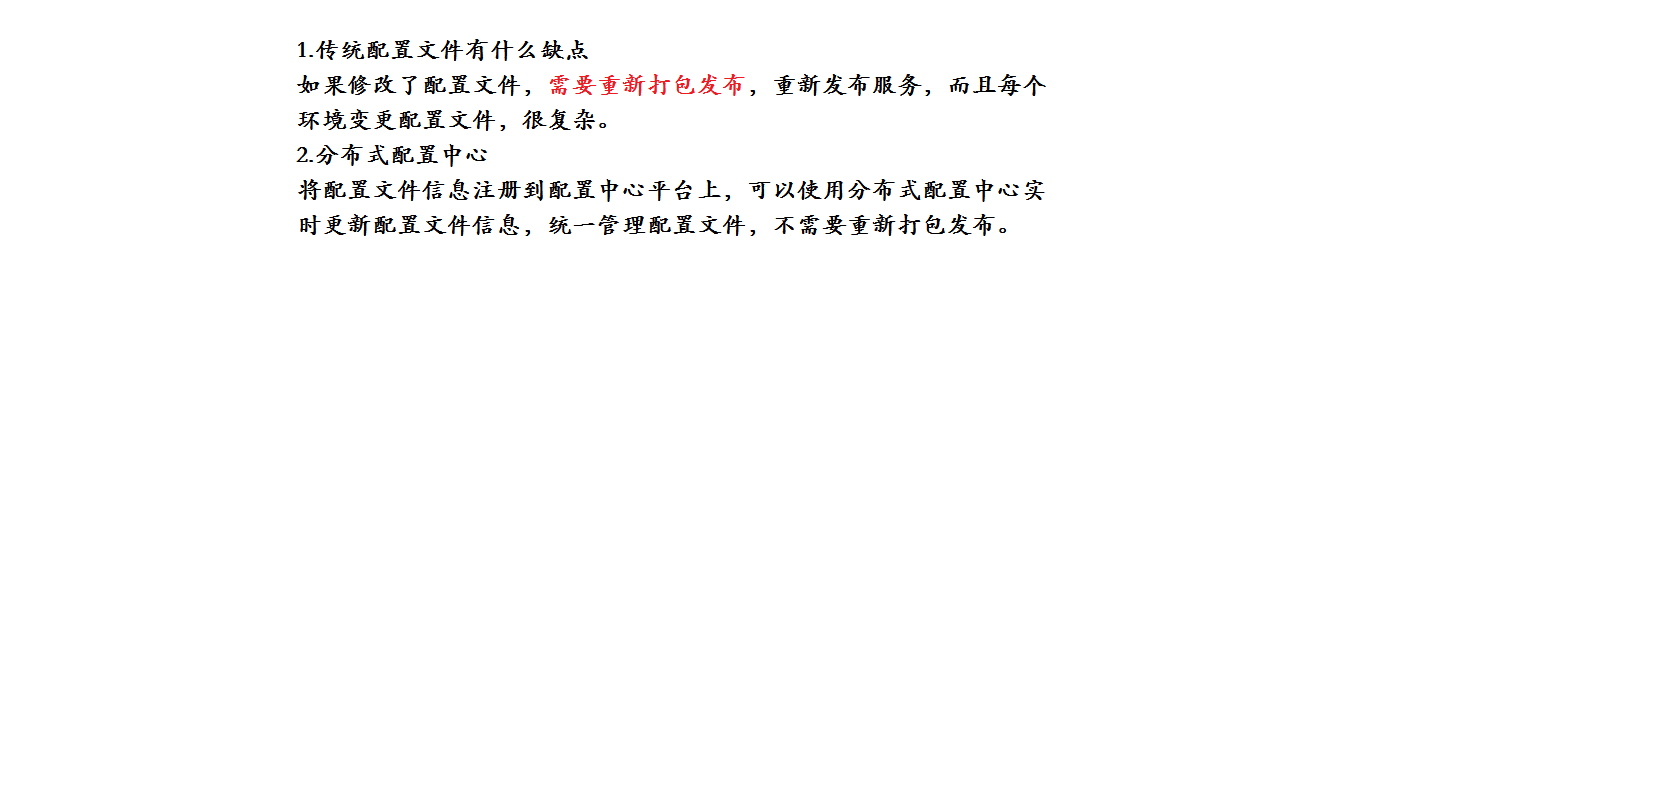 1.传统配置文件有什么缺点
如果修改了配置文件，需要重新打包发布，重新发布服务，而且每个
环境变更配置文件，很复杂。
2.分布式配置中心
将配置文件信息注册到配置中心平台上，可以使用分布式配置中心实
时更新配置文件信息，统一管理配置文件，不需要重新打包发布。